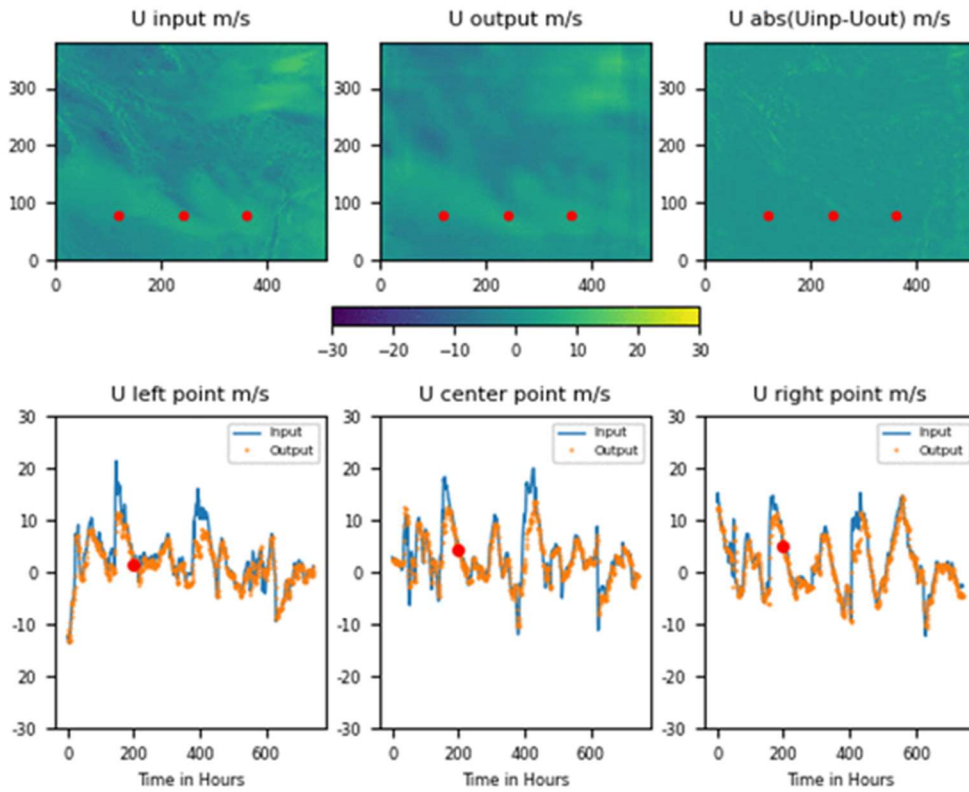 U input m/s
U output m/s
U abs(Uinp-Uout) m/s
300
200
100
0
0 200 400
300
200
100
0
0 200 400
300
200
100
0
0 200 400
−30 −20 −10 0 10 20 30
U left point m/s
U center point m/s
U right point m/s
30
20
10
0
-10
20
-30
Input
Output
0 200 400 600
Time in Hours
30
20
10
0
-10
20
-30
Input
Output
0 200 400 600
Time in Hours
30
20
10
0
-10
20
-30
Input
Output
0 200 400 600
Time in Hours